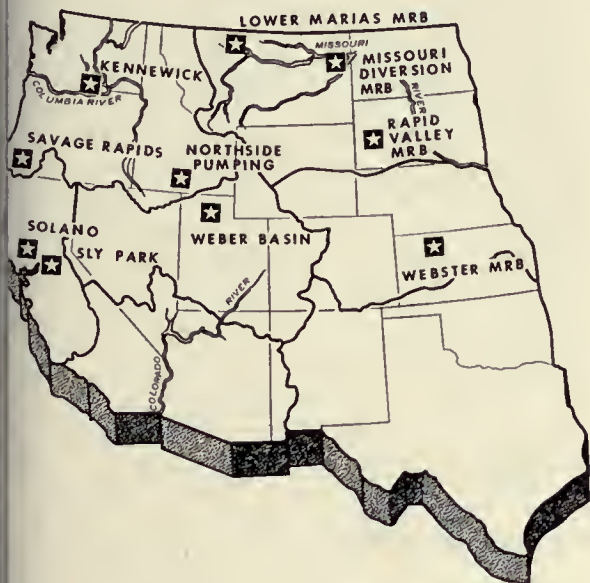 LOWER MARIAS MRB
MISSOURI
KENNEWICK
MISSOURI
DIVERSION
MRB
COLUMBIA RIVER
RIVER
RAPID
VALLEY
MRB
SAVAGE RAPIDS
NORTHSIDE
PUMPING
SOLANO
SLY PARK
WEBER BASIN
WEBSTER MRB
RIVER
COLORADO